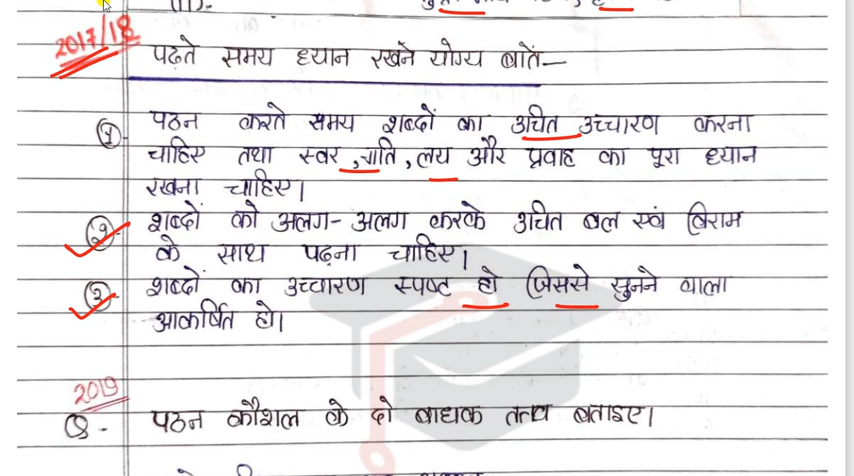 (ii)-
2017/18
पढ़ते समय ध्यान रखने योग्य बातें—
(1) पठन करते समय शब्दों का उचित उच्चारण करना
चाहिए तथा स्वर, गति, लय और प्रवाह का पूरा ध्यान
रखना चाहिए।
(2) शब्दों को अलग-अलग करके उचित बल एवं विराम
के साथ पढ़ना चाहिए।
(3) शब्दों का उच्चारण स्पष्ट हो जिससे सुनने वाला
आकर्षित हो।
2019
Q- पठन कौशल के दो बाधक तत्व बताइए।